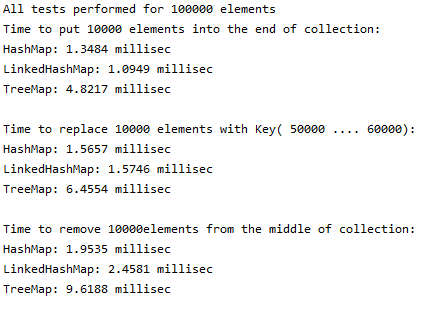 All tests performed for 100000 elements
Time to put 10000 elements into the end of collection:
HashMap: 1.3484 millisec
LinkedHashMap: 1.0949 millisec
TreeMap: 4.8217 millisec
Time to replace 10000 elements with Key( 50000 .... 60000):
HashMap: 1.5657 millisec
LinkedHashMap: 1.5746 millisec
TreeMap: 6.4554 millisec
Time to remove 10000elements from the middle of collection:
HashMap: 1.9535 millisec
LinkedHashMap: 2.4581 millisec
TreeMap: 9.6188 millisec